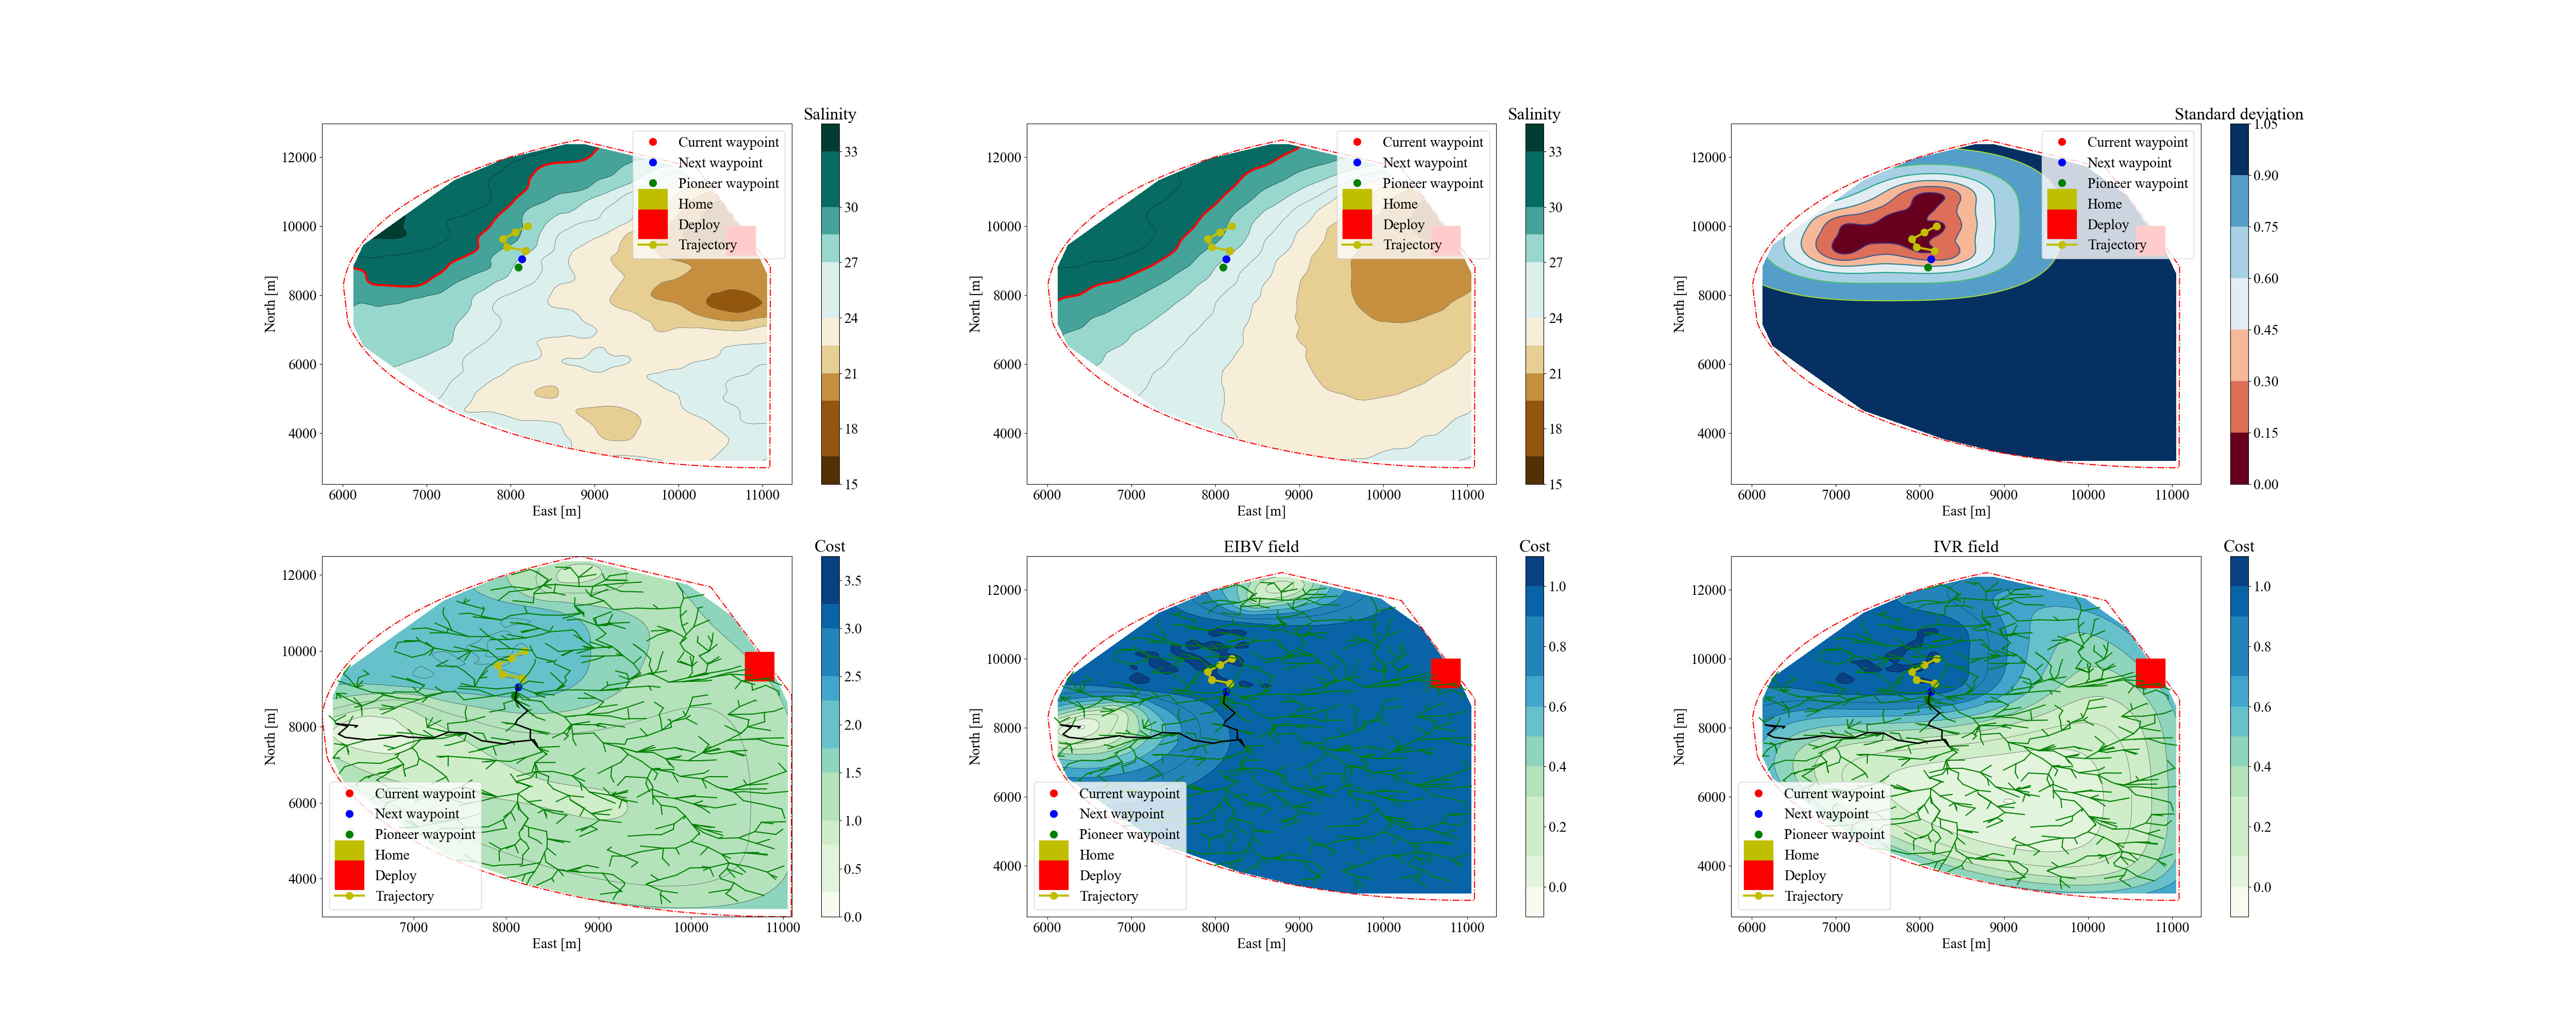 Salinity
12000
10000
8000
6000
4000
North [m]
6000 7000 8000 9000 10000 11000
East [m]
Current waypoint
Next waypoint
Pioneer waypoint
Home
Deploy
Trajectory
33
30
27
24
21
18
15
Salinity
12000
10000
8000
6000
4000
North [m]
6000 7000 8000 9000 10000 11000
East [m]
Current waypoint
Next waypoint
Pioneer waypoint
Home
Deploy
Trajectory
33
30
27
24
21
18
15
Standard deviation
12000
10000
8000
6000
4000
North [m]
6000 7000 8000 9000 10000 11000
East [m]
Current waypoint
Next waypoint
Pioneer waypoint
Home
Deploy
Trajectory
1.05
0.90
0.75
0.60
0.45
0.30
0.15
0.00
Cost
12000
10000
8000
6000
4000
North [m]
7000 8000 9000 10000 11000
East [m]
Current waypoint
Next waypoint
Pioneer waypoint
Home
Deploy
Trajectory
3.5
3.0
2.5
2.0
1.5
1.0
0.5
0.0
EIBV field
Cost
12000
10000
8000
6000
4000
North [m]
6000 7000 8000 9000 10000 11000
East [m]
Current waypoint
Next waypoint
Pioneer waypoint
Home
Deploy
Trajectory
1.0
0.8
0.6
0.4
0.2
0.0
IVR field
Cost
12000
10000
8000
6000
4000
North [m]
6000 7000 8000 9000 10000 11000
East [m]
Current waypoint
Next waypoint
Pioneer waypoint
Home
Deploy
Trajectory
1.0
0.8
0.6
0.4
0.2
0.0